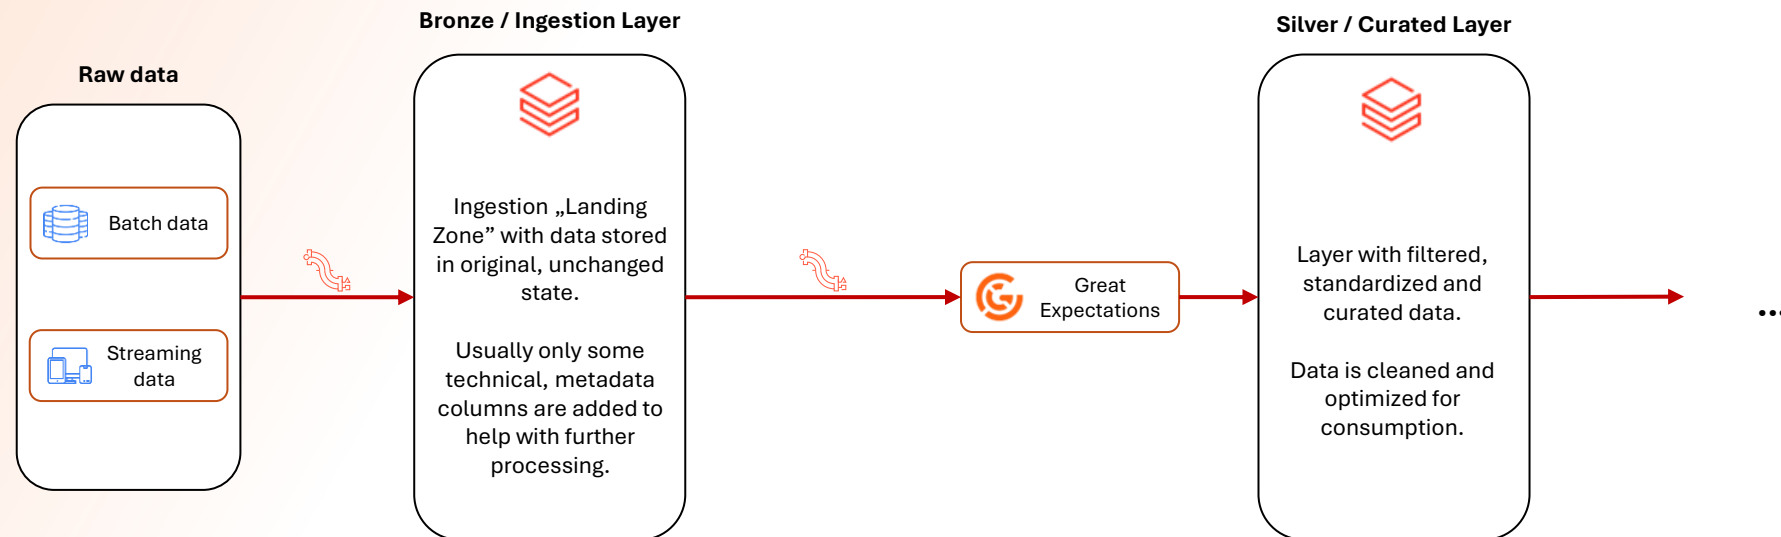 Raw data
Batch data
Streaming
data
Bronze / Ingestion Layer
Ingestion „Landing
Zone” with data stored
in original, unchanged
state.
Usually only some
technical, metadata
columns are added to
help with further
processing.
Great
Expectations
Silver / Curated Layer
Layer with filtered,
standardized and
curated data.
Data is cleaned and
optimized for
consumption.
...